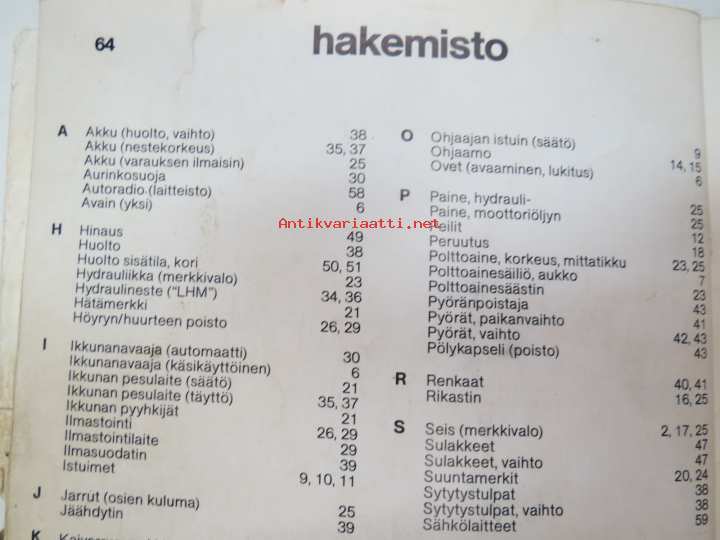 64
hakemisto
A Akku (huolto, vaihto) 38
Akku (nestekorkeus) 35, 37
Akku (varauksen ilmaisin) 25
Aurinkosuoja 30
Autoradio (laitteisto) 58
Avain (yksi) 6
H Hinaus 49
Huolto 38
Huolto sisätila, kori 50, 51
Hydrauliikka (merkkivalo) 23
Hydraulineste (“LHM”) 34, 36
Hätämerkki 21
Höyryn/huurteen poisto 26, 29
I Ikkunanavaaja (automaatti) 30
Ikkunanavaaja (käsikäyttöinen) 6
Ikkunan pesulaite (säätö) 21
Ikkunan pesulaite (täyttö) 35, 37
Ikkunan pyyhkijät 21
Ilmastointi 26, 29
Ilmastointilaite 29
Ilmasuodatin 39
Istuimet 9, 10, 11
J Jarrut (osien kuluma) 25
Jäähdytin 39
K
O Ohjaajan istuin (säätö) 9
Ohjaamo 14, 15
Ovet (avaaminen, lukitus) 6
P Paine, hydrauli- 25
Paine, moottoriöljyn 25
Peilit 12
Peruutus 18
Polttoaine, korkeus, mittatikku 23, 25
Polttoainesäiliö, aukko 7
Polttoainesäästin 23
Pyöränpoistaja 43
Pyörät, paikanvaihto 41
Pyörät, vaihto 42, 43
Pölykapseli (poisto) 43
R Renkaat 40, 41
Rikastin 16, 25
S Seis (merkkivalo) 2, 17, 25
Sulakkeet 47
Sulakkeet, vaihto 47
Suuntamerkit 20, 24
Sytytystulpat 38
Sytytystulpat, vaihto 38
Sähkölaitteet 59
Antikvariaatti.net